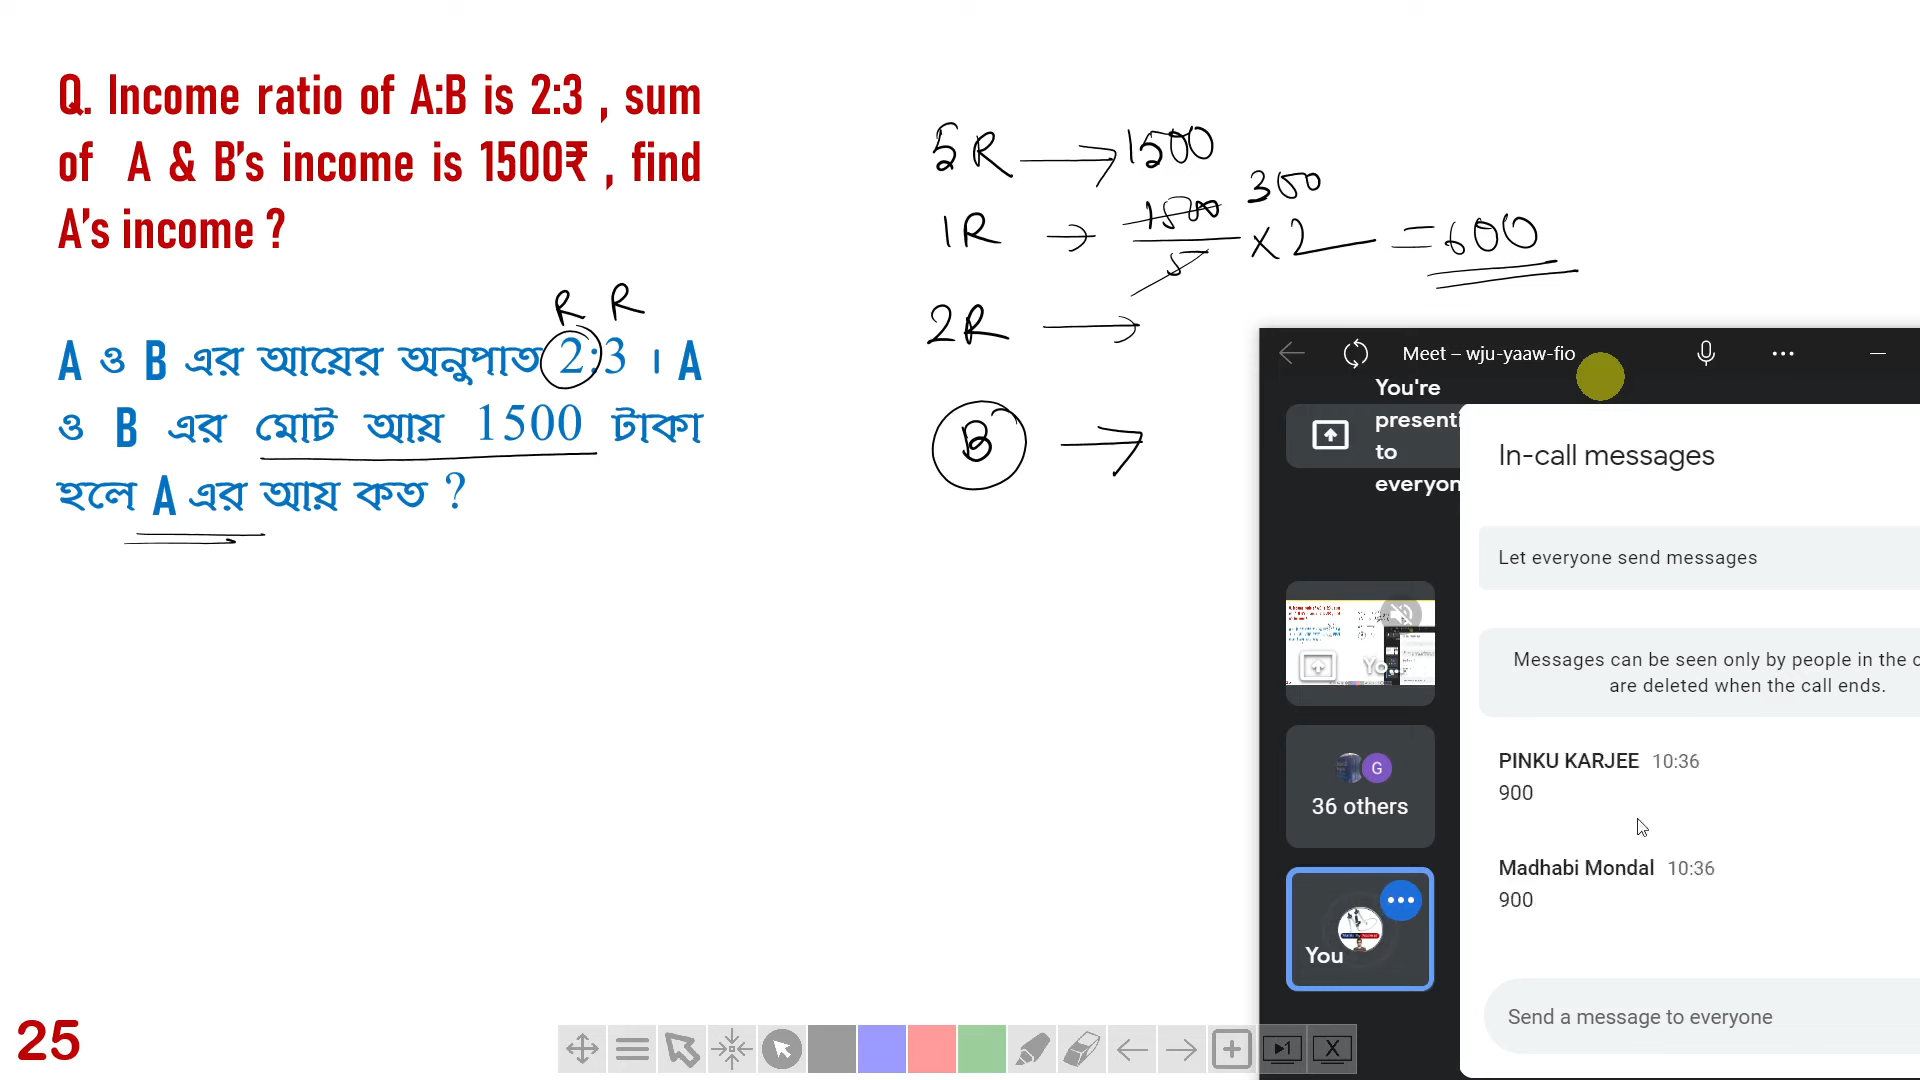 Q. Income ratio of A:B is 2:3 , sum
of A & B's income is 1500₹ , find
A's income ?
R R
A ও B এর আয়ের অনুপাত 2:3 । A
ও B এর মোট আয় 1500 টাকা
হলে A এর আয় কত ?
5R → 1500
300
1R → 1500/5 × 2 = 600
2R →
B →
Meet – wju-yaaw-fio
You're
presenti
to
everyon
In-call messages
Let everyone send messages
Messages can be seen only by people in the c
are deleted when the call ends.
36 others
G
PINKU KARJEE 10:36
900
Madhabi Mondal 10:36
900
You
Send a message to everyone
25